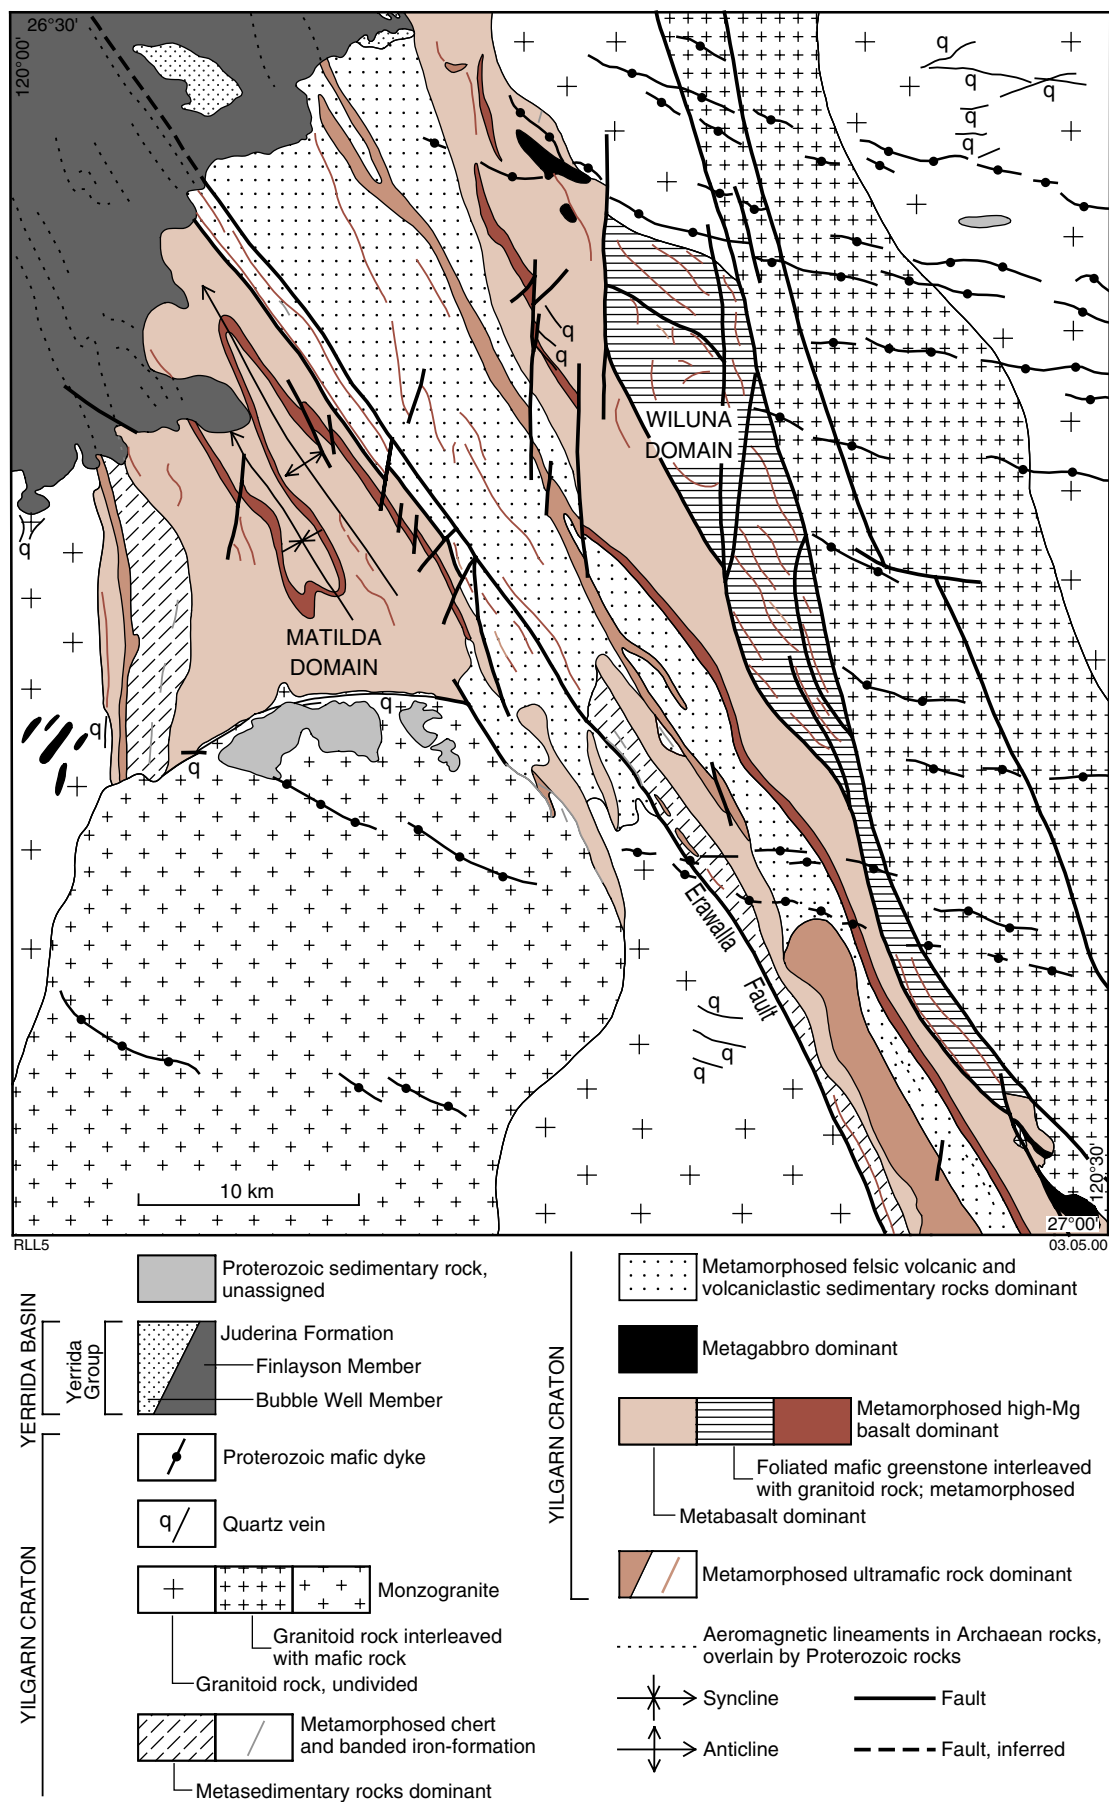 26°30'
120°00'
q
q
q
q
q
q
q
WILUNA
DOMAIN
q
MATILDA
DOMAIN
q
q
q
Erawalla
Fault
q
q
q
10 km
120°30'
27°00'
RLL5
03.05.00
Proterozoic sedimentary rock,
unassigned
YERRIDA BASIN
Yerrida
Group
Juderina Formation
Finlayson Member
Bubble Well Member
YILGARN CRATON
Proterozoic mafic dyke
q
Quartz vein
Monzogranite
Granitoid rock interleaved
with mafic rock
Granitoid rock, undivided
Metamorphosed chert
and banded iron-formation
Metasedimentary rocks dominant
YILGARN CRATON
Metamorphosed felsic volcanic and
volcaniclastic sedimentary rocks dominant
Metagabbro dominant
Metamorphosed high-Mg
basalt dominant
Foliated mafic greenstone interleaved
with granitoid rock; metamorphosed
Metabasalt dominant
Metamorphosed ultramafic rock dominant
Aeromagnetic lineaments in Archaean rocks,
overlain by Proterozoic rocks
Syncline
Fault
Anticline
Fault, inferred